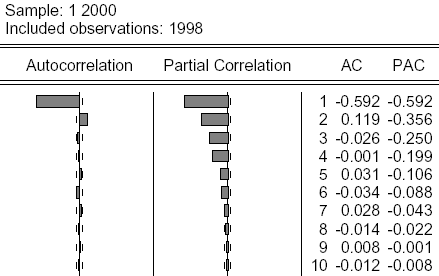 Sample: 1 2000
Included observations: 1998
Autocorrelation Partial Correlation AC PAC
1 -0.592 -0.592
2 0.119 -0.356
3 -0.026 -0.250
4 -0.001 -0.199
5 0.031 -0.106
6 -0.034 -0.088
7 0.028 -0.043
8 -0.014 -0.022
9 0.008 -0.001
10 -0.012 -0.008